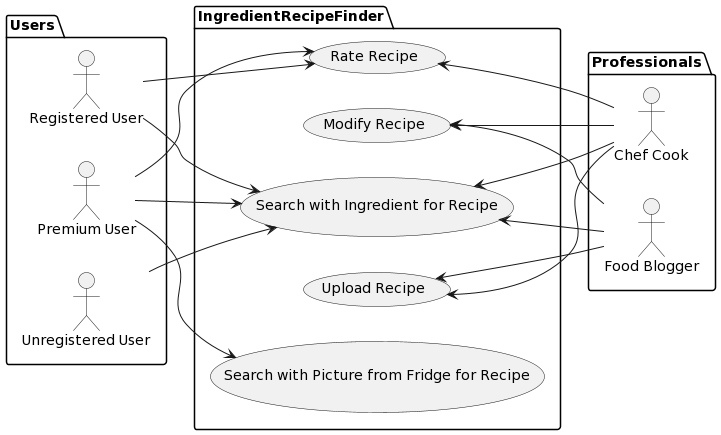 Users
Registered User
Premium User
Unregistered User
IngredientRecipeFinder
Rate Recipe
Modify Recipe
Search with Ingredient for Recipe
Upload Recipe
Search with Picture from Fridge for Recipe
Professionals
Chef Cook
Food Blogger